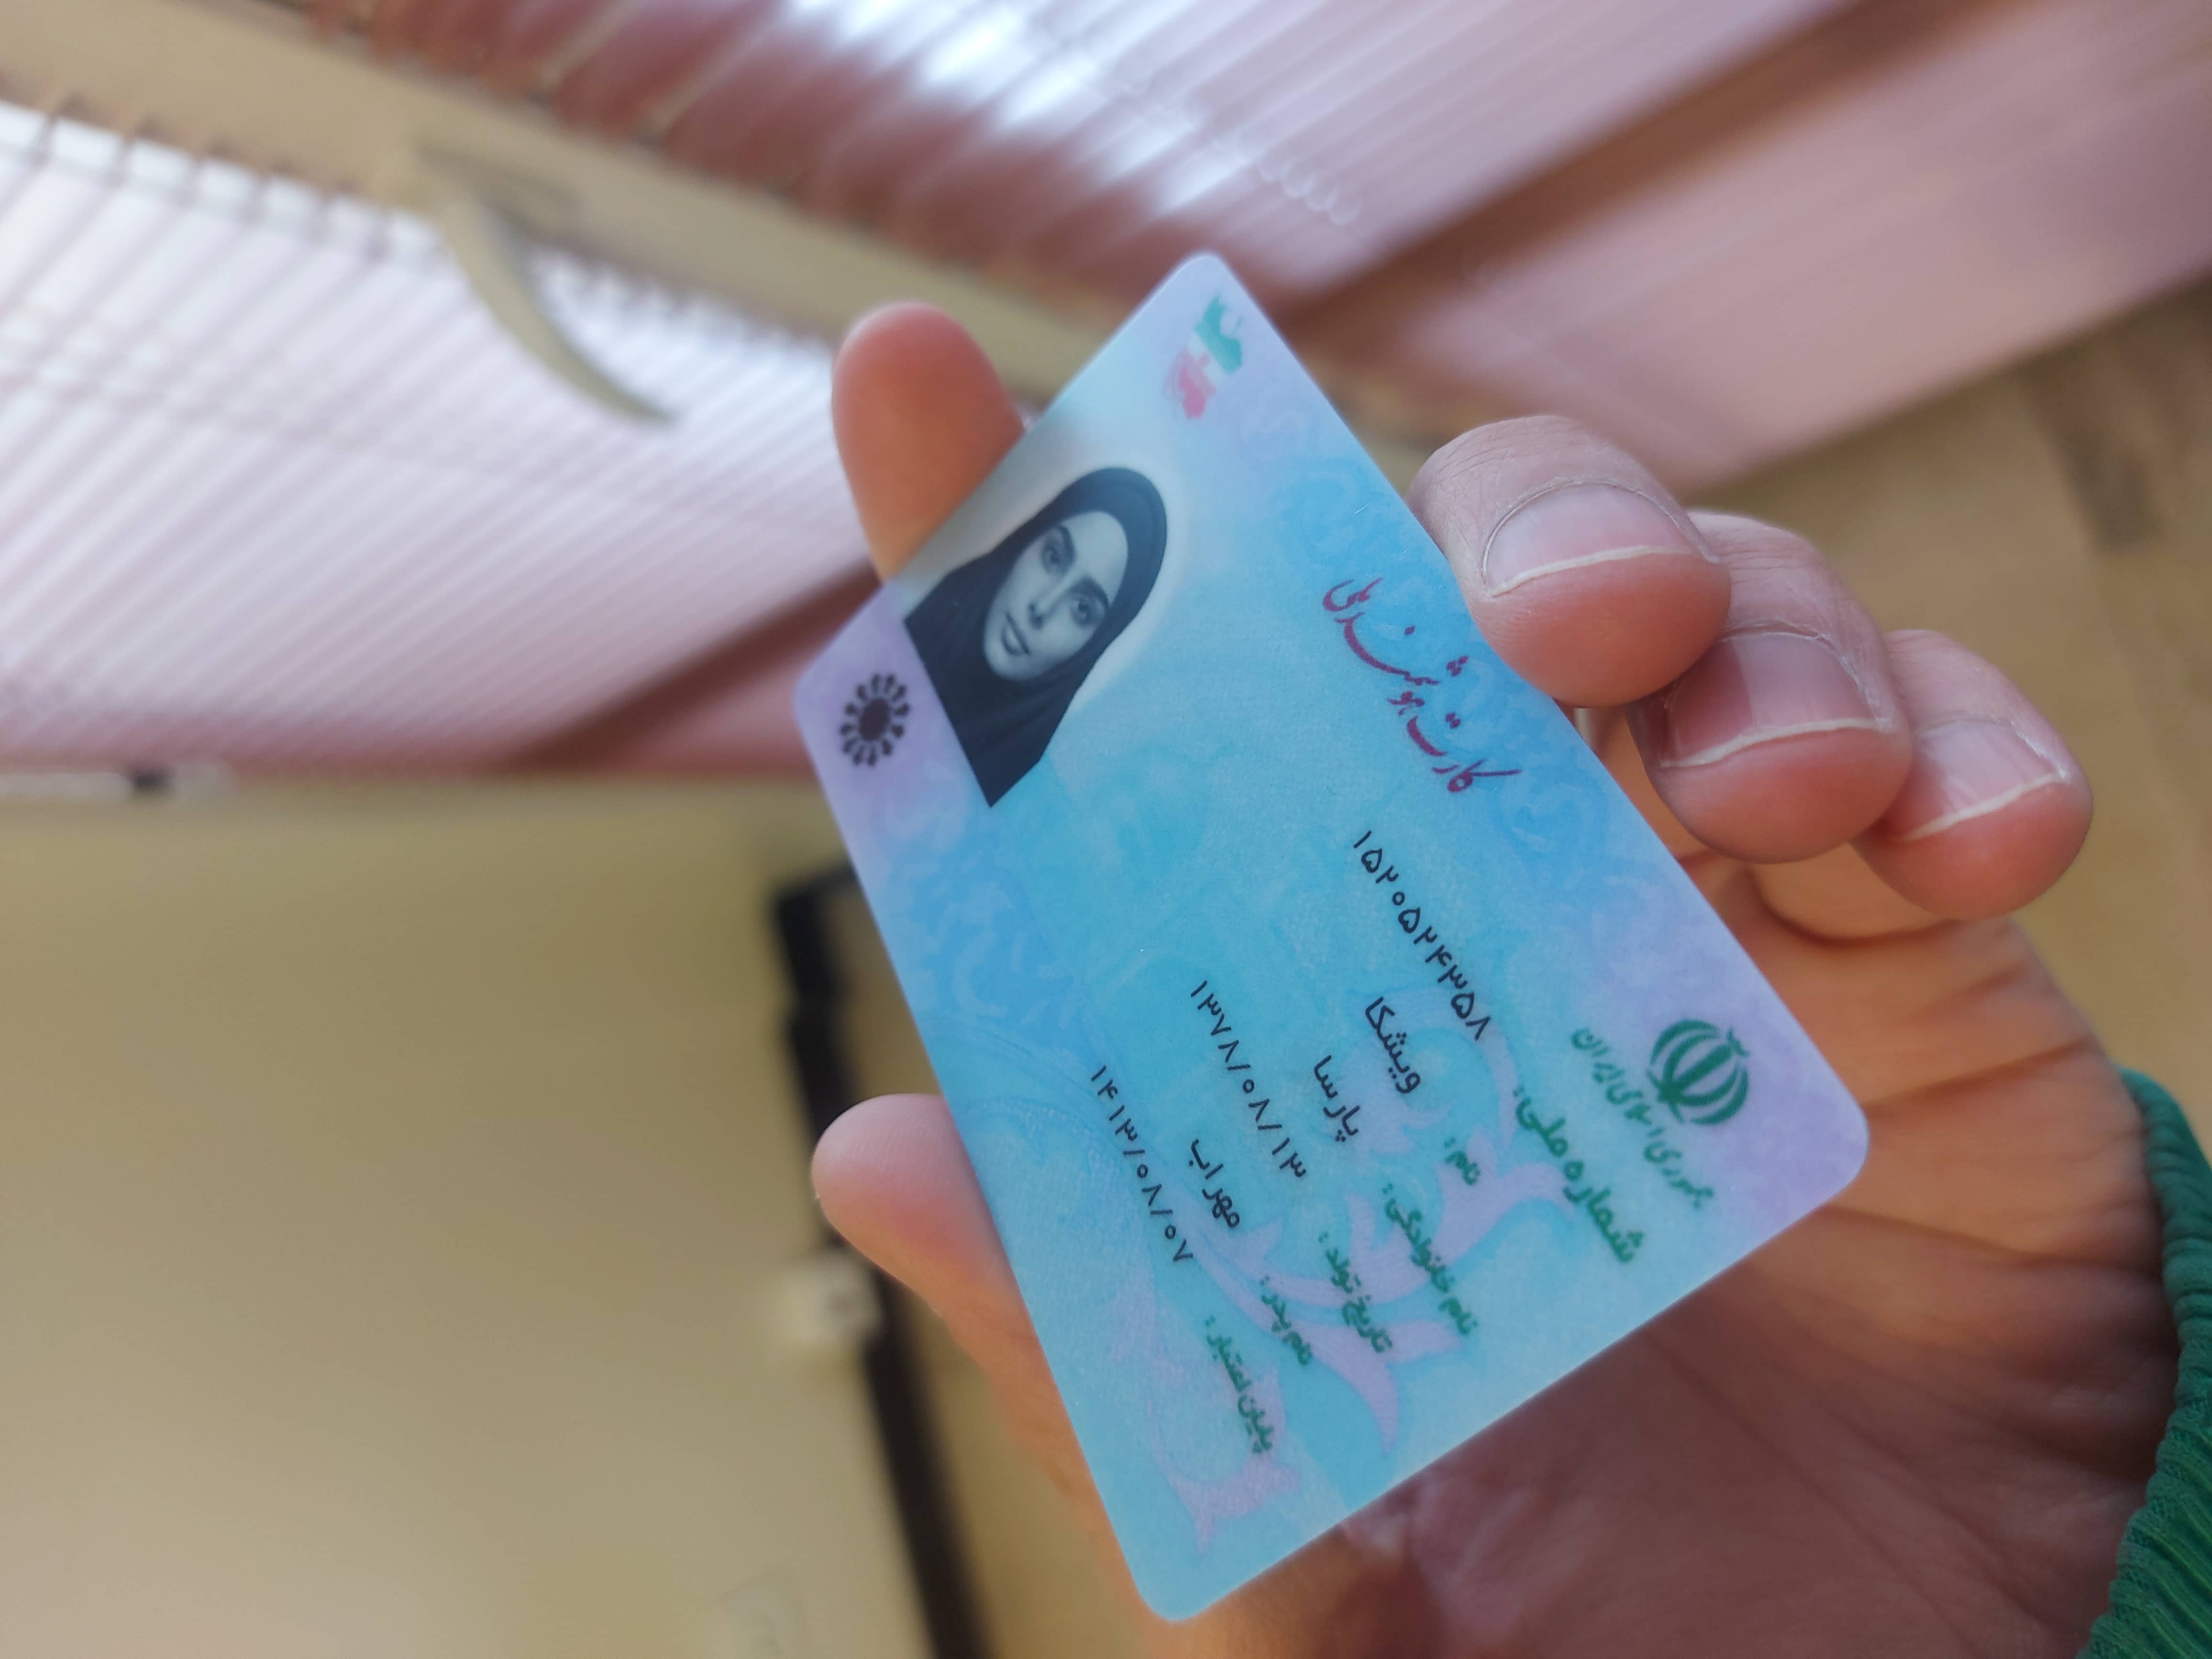 جمهوری اسلامی ایران
کارت هوشمند ملی
شماره ملی: ۱۵۲۰۵۲۴۳۵۸
نام: ویشکا
نام خانوادگی: پارسا
تاریخ تولد: ۱۳۷۸/۰۸/۱۳
نام پدر: مهراب
پایان اعتبار: ۱۴۱۳/۰۸/۰۷